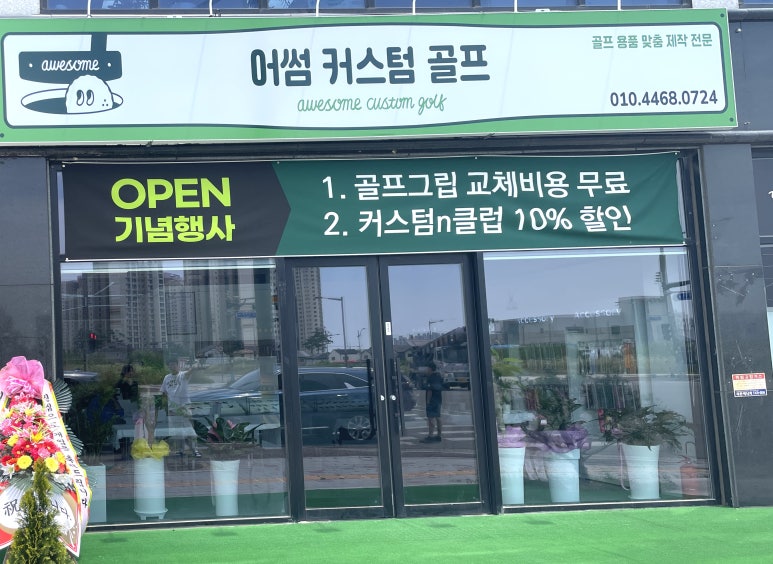 awesome
어썸 커스텀 골프
awesome custom golf
골프 용품 맞춤 제작 전문
010.4468.0724
OPEN
기념행사
1. 골프그립 교체비용 무료
2. 커스텀n클럽 10% 할인
祝